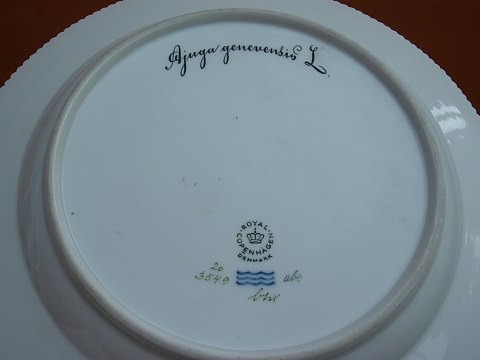 Ajuga genevensis L.
ROYAL COPENHAGEN
DENMARK
20
3549